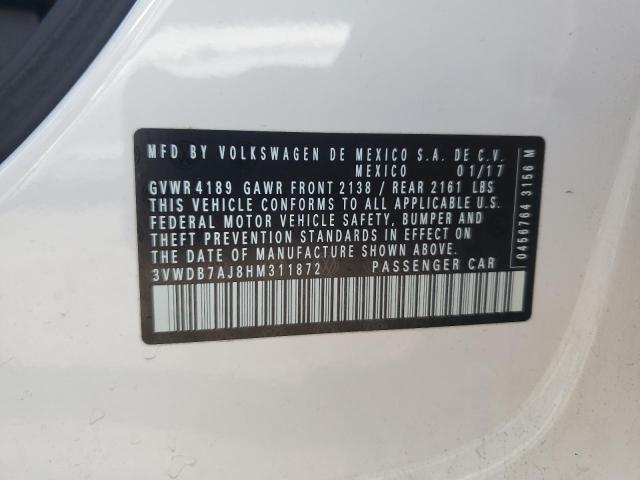 MFD BY VOLKSWAGEN DE MEXICO S.A. DE C.V.
MEXICO 01/17
GVWR 4189 GAWR FRONT 2138 / REAR 2161 LBS
THIS VEHICLE CONFORMS TO ALL APPLICABLE U.S.
FEDERAL MOTOR VEHICLE SAFETY, BUMPER AND
THEFT PREVENTION STANDARDS IN EFFECT ON
THE DATE OF MANUFACTURE SHOWN ABOVE.
3VWDB7AJ8HM311872 PASSENGER CAR
0456764 3156 M